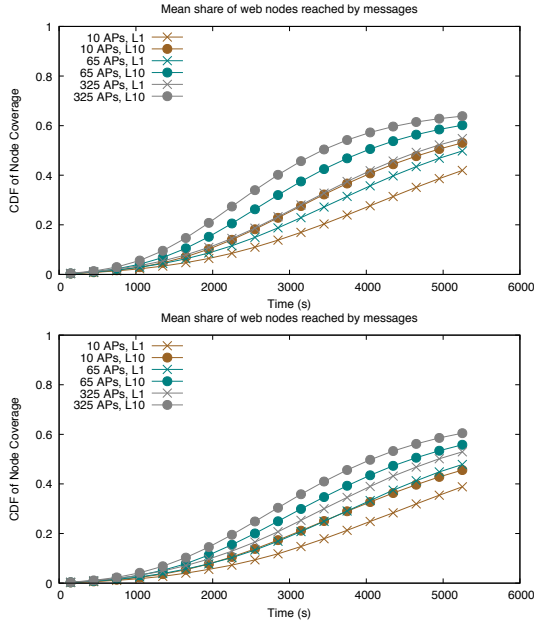 Mean share of web nodes reached by messages
1
0.8
0.6
0.4
0.2
0
CDF of Node Coverage
10 APs, L1
10 APs, L10
65 APs, L1
65 APs, L10
325 APs, L1
325 APs, L10
0 1000 2000 3000 4000 5000 6000
Time (s)
Mean share of web nodes reached by messages
1
0.8
0.6
0.4
0.2
0
CDF of Node Coverage
10 APs, L1
10 APs, L10
65 APs, L1
65 APs, L10
325 APs, L1
325 APs, L10
0 1000 2000 3000 4000 5000 6000
Time (s)